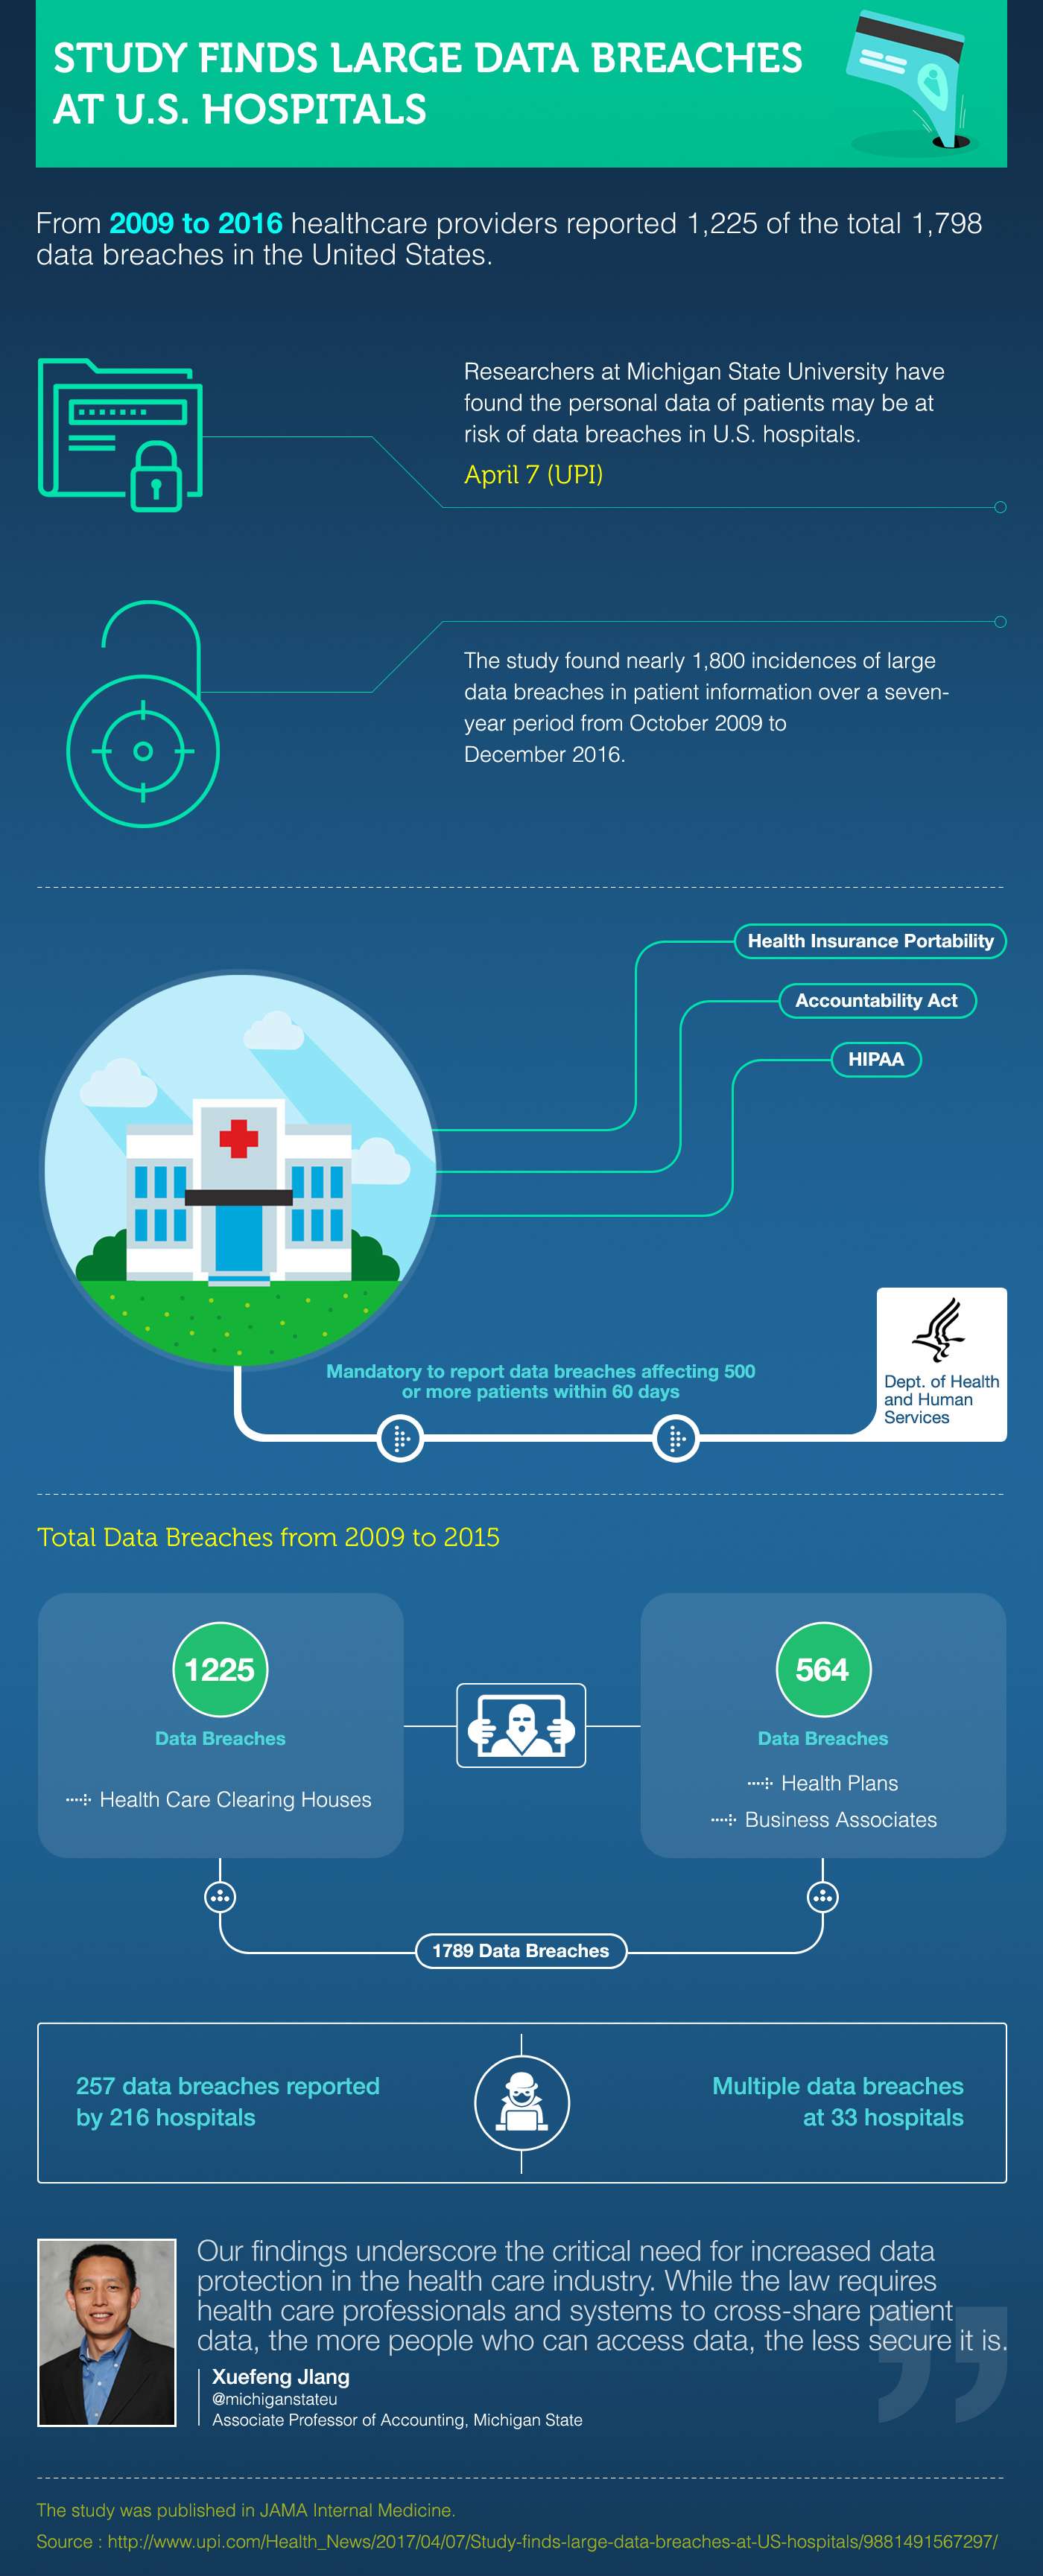 STUDY FINDS LARGE DATA BREACHES
AT U.S. HOSPITALS
From 2009 to 2016 healthcare providers reported 1,225 of the total 1,798
data breaches in the United States.
Researchers at Michigan State University have
found the personal data of patients may be at
risk of data breaches in U.S. hospitals.
April 7 (UPI)
The study found nearly 1,800 incidences of large
data breaches in patient information over a seven-
year period from October 2009 to
December 2016.
Health Insurance Portability
Accountability Act
HIPAA
Mandatory to report data breaches affecting 500
or more patients within 60 days
Dept. of Health
and Human
Services
Total Data Breaches from 2009 to 2015
1225
Data Breaches
Health Care Clearing Houses
564
Data Breaches
Health Plans
Business Associates
1789 Data Breaches
257 data breaches reported
by 216 hospitals
Multiple data breaches
at 33 hospitals
Our findings underscore the critical need for increased data
protection in the health care industry. While the law requires
health care professionals and systems to cross-share patient
data, the more people who can access data, the less secure it is.
”
Xuefeng JIang
@michiganstateu
Associate Professor of Accounting, Michigan State
The study was published in JAMA Internal Medicine.
Source : http://www.upi.com/Health_News/2017/04/07/Study-finds-large-data-breaches-at-US-hospitals/9881491567297/